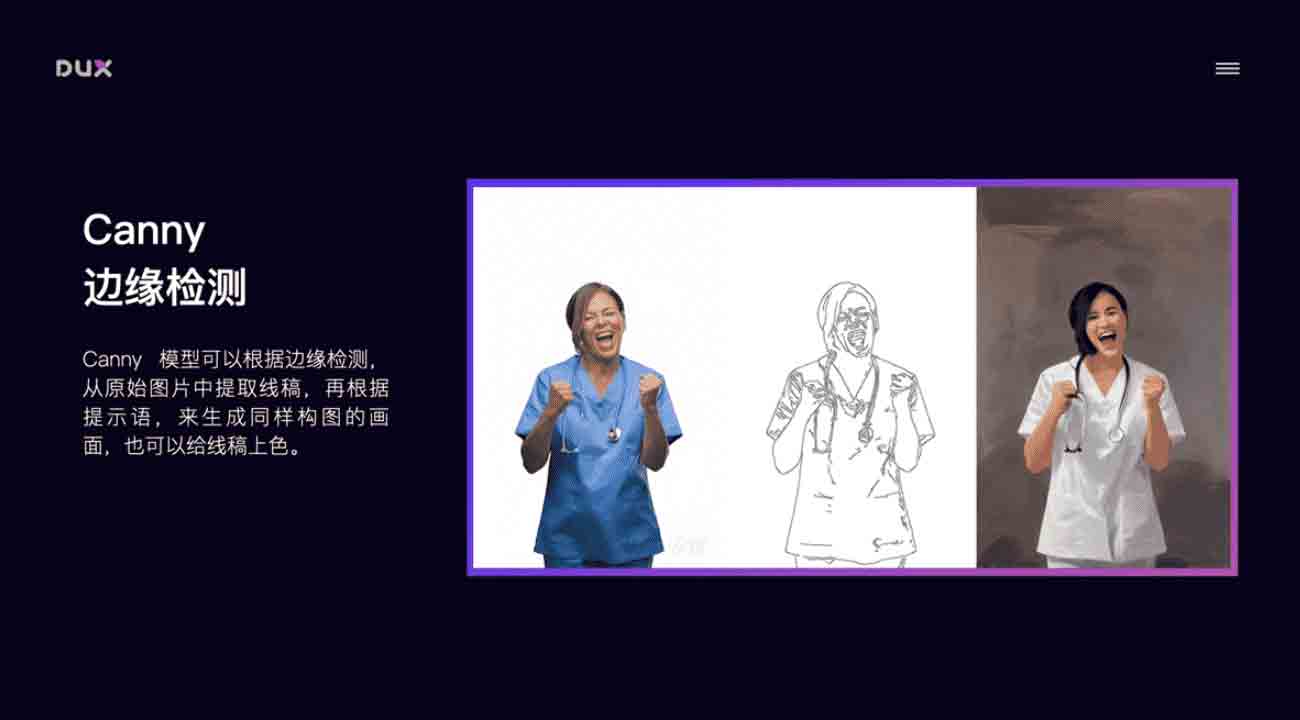 DUX
Canny
边缘检测
Canny 模型可以根据边缘检测，
从原始图片中提取线稿，再根据
提示语，来生成同样构图的画
面，也可以给线稿上色。